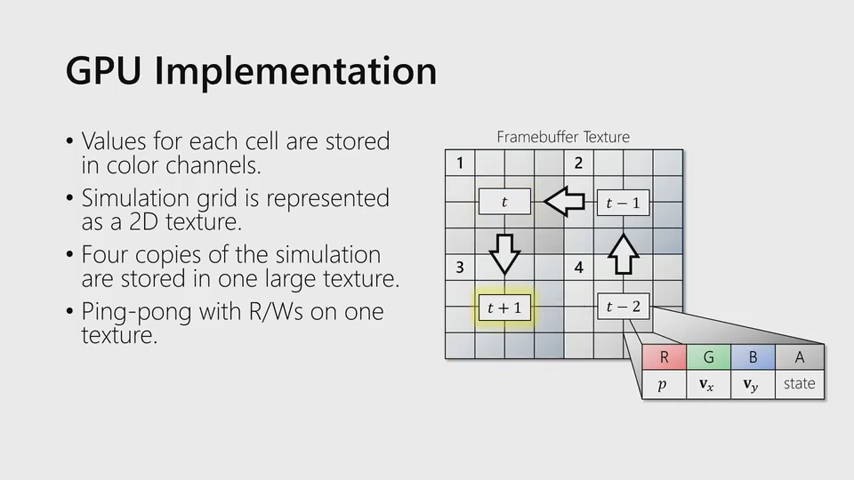 GPU Implementation
• Values for each cell are stored
in color channels.
• Simulation grid is represented
as a 2D texture.
• Four copies of the simulation
are stored in one large texture.
• Ping-pong with R/Ws on one
texture.
Framebuffer Texture
1 2
t t − 1
3 4
t + 1 t − 2
R G B A
p vₓ vᵧ state